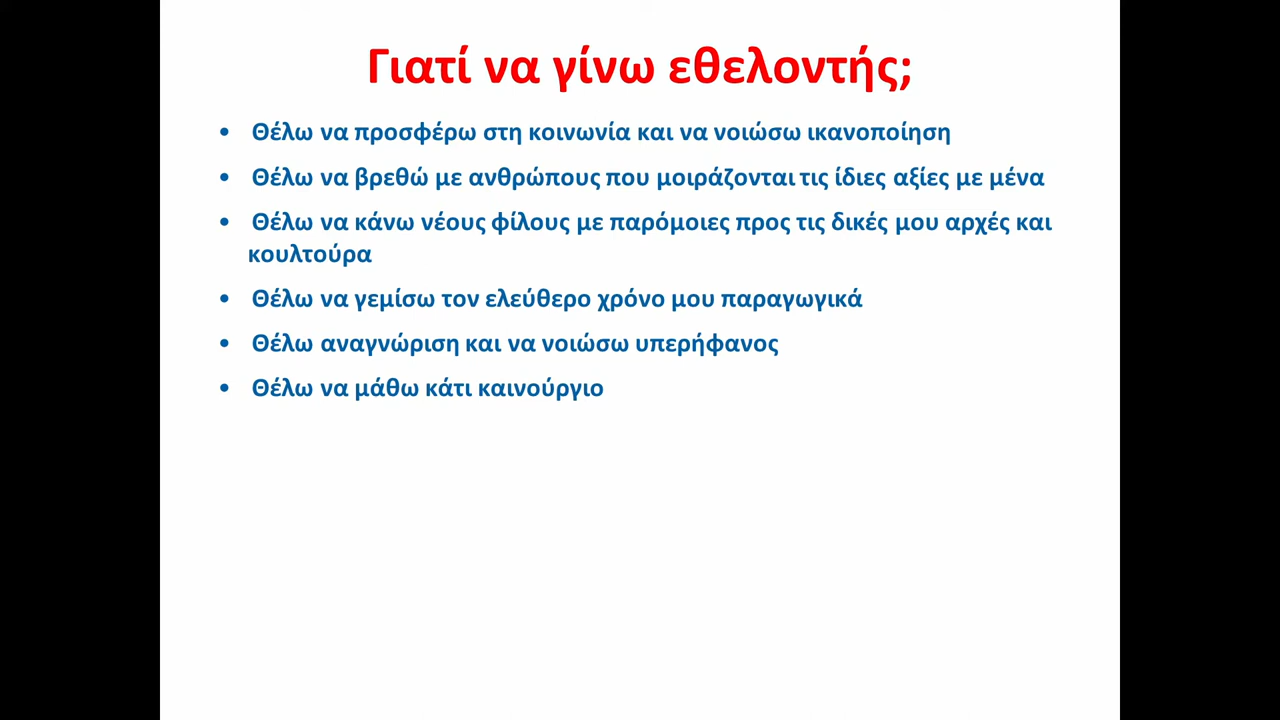 Γιατί να γίνω εθελοντής;
• Θέλω να προσφέρω στη κοινωνία και να νοιώσω ικανοποίηση
• Θέλω να βρεθώ με ανθρώπους που μοιράζονται τις ίδιες αξίες με μένα
• Θέλω να κάνω νέους φίλους με παρόμοιες προς τις δικές μου αρχές και
κουλτούρα
• Θέλω να γεμίσω τον ελεύθερο χρόνο μου παραγωγικά
• Θέλω αναγνώριση και να νοιώσω υπερήφανος
• Θέλω να μάθω κάτι καινούργιο